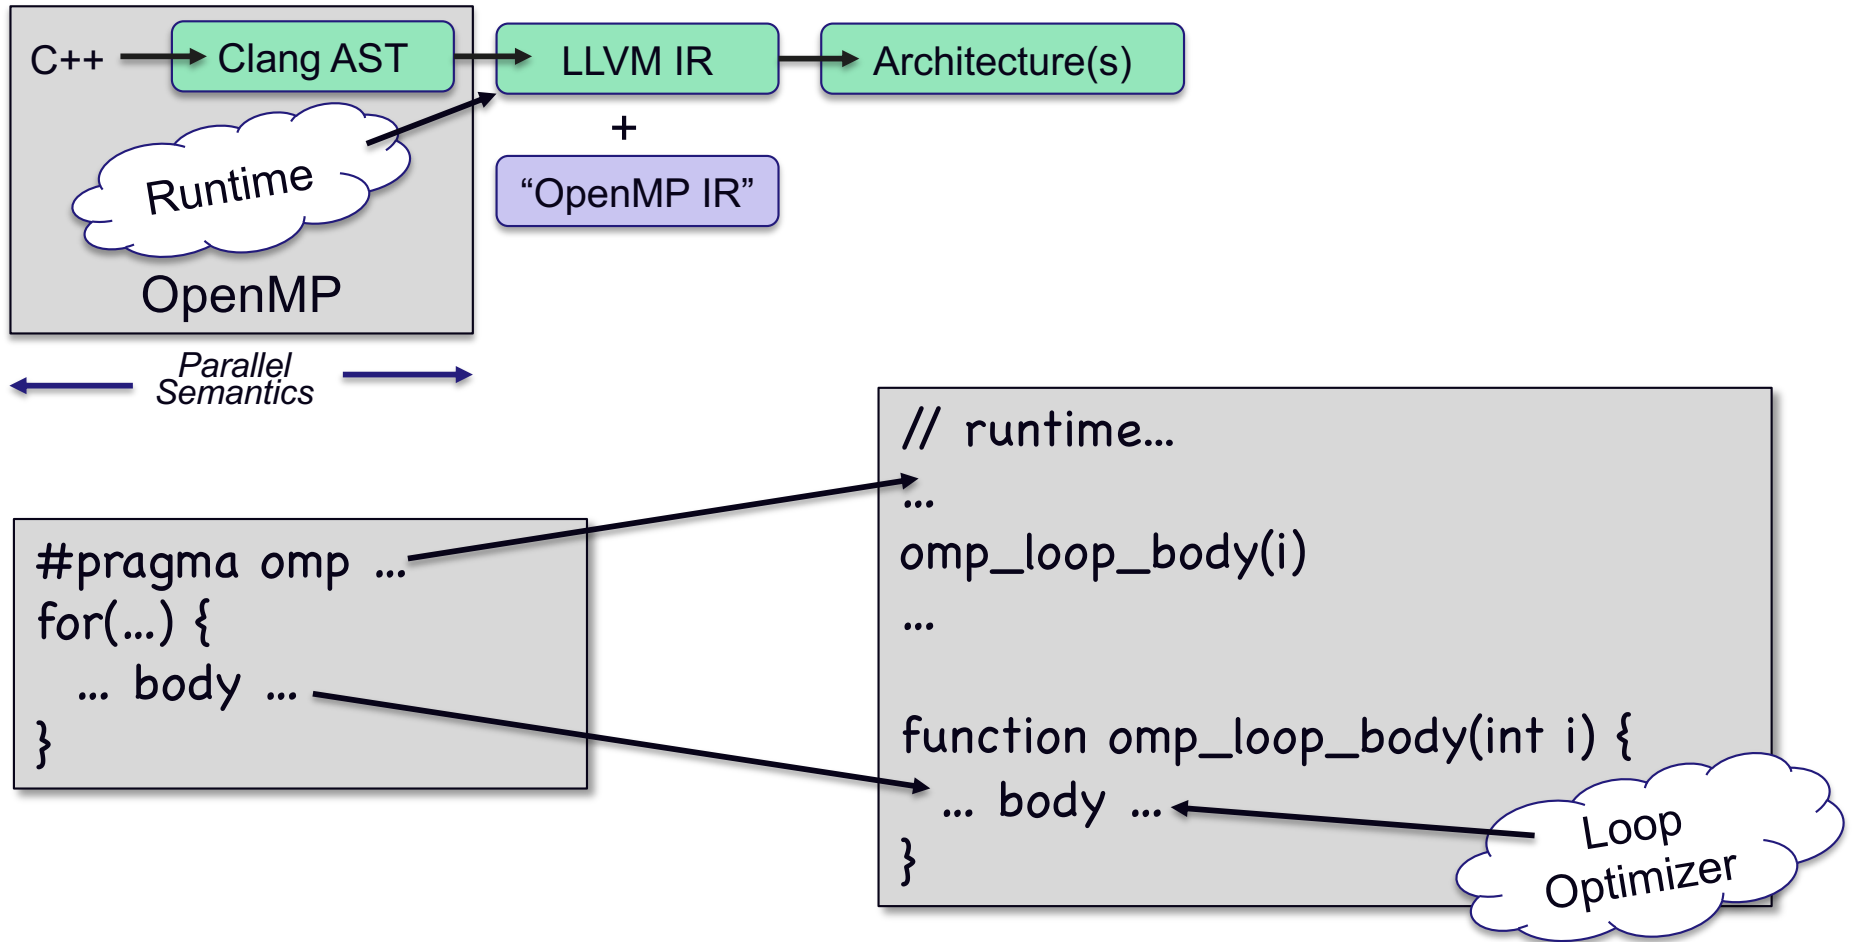 C++
Clang AST
LLVM IR
Architecture(s)
+
Runtime
“OpenMP IR”
OpenMP
Parallel
Semantics
#pragma omp ...
for(...) {
... body ...
}
// runtime...
...
omp_loop_body(i)
...
function omp_loop_body(int i) {
... body ...
}
Loop
Optimizer